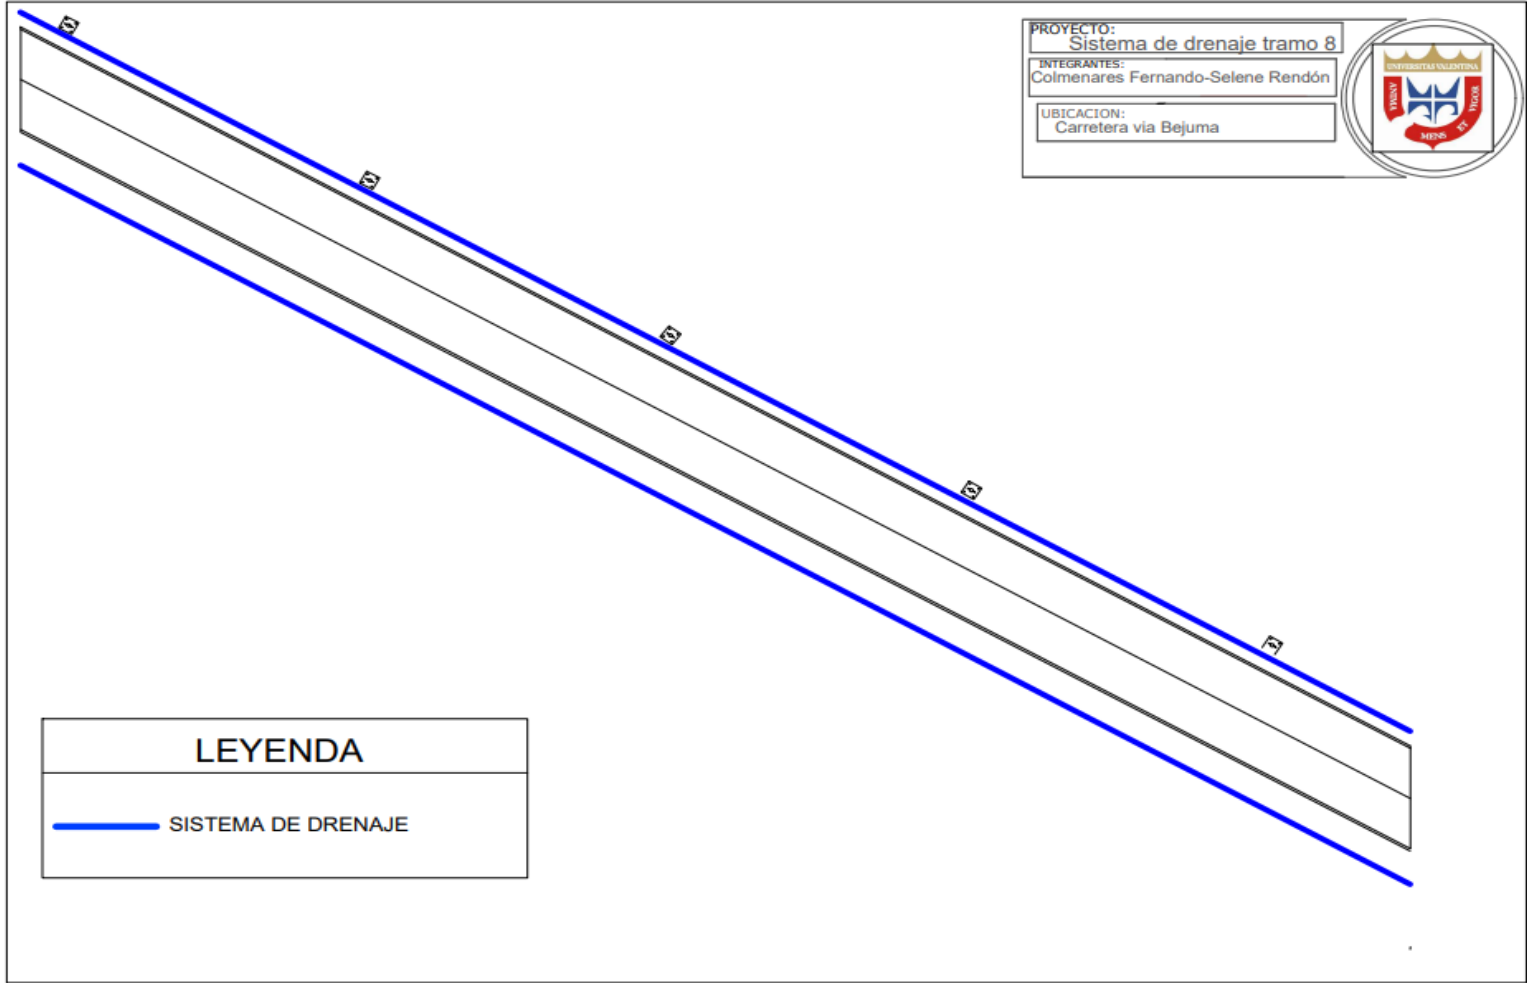 PROYECTO:
Sistema de drenaje tramo 8
INTEGRANTES:
Colmenares Fernando-Selene Rendón
UBICACION:
Carretera via Bejuma
UNIVERSITAS VALENTINA
ANIMA
MENS
ET
VIGOR
LEYENDA
SISTEMA DE DRENAJE